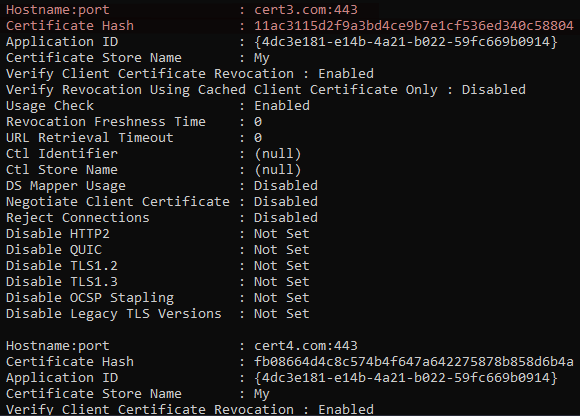 Hostname:port                : cert3.com:443
Certificate Hash             : 11ac3115d2f9a3bd4ce9b7e1cf536ed340c58804
Application ID               : {4dc3e181-e14b-4a21-b022-59fc669b0914}
Certificate Store Name       : My
Verify Client Certificate Revocation : Enabled
Verify Revocation Using Cached Client Certificate Only : Disabled
Usage Check                  : Enabled
Revocation Freshness Time    : 0
URL Retrieval Timeout        : 0
Ctl Identifier               : (null)
Ctl Store Name               : (null)
DS Mapper Usage              : Disabled
Negotiate Client Certificate : Disabled
Reject Connections           : Disabled
Disable HTTP2                : Not Set
Disable QUIC                 : Not Set
Disable TLS1.2               : Not Set
Disable TLS1.3               : Not Set
Disable OCSP Stapling        : Not Set
Disable Legacy TLS Versions  : Not Set
Hostname:port                : cert4.com:443
Certificate Hash             : fb08664d4c8c574b4f647a642275878b858d6b4a
Application ID               : {4dc3e181-e14b-4a21-b022-59fc669b0914}
Certificate Store Name       : My
Verify Client Certificate Revocation : Enabled